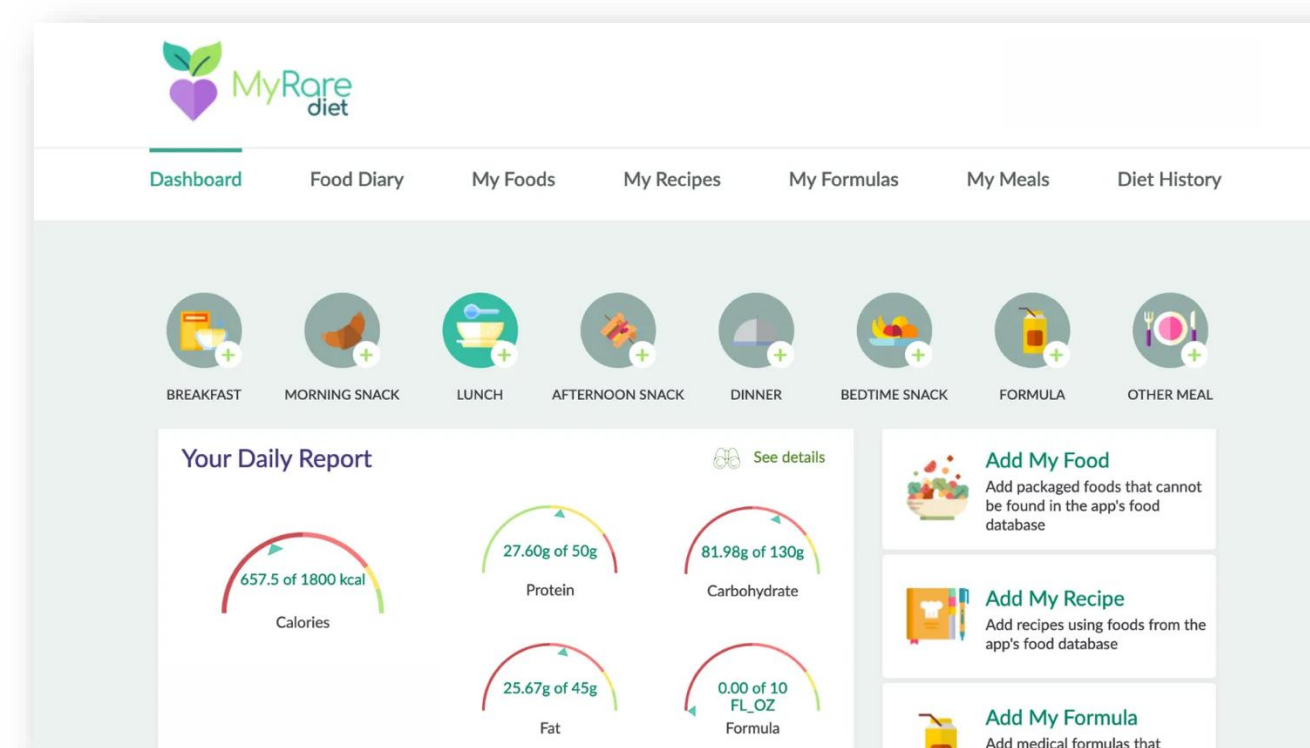 MyRare
diet
Dashboard Food Diary My Foods My Recipes My Formulas My Meals Diet History
BREAKFAST MORNING SNACK LUNCH AFTERNOON SNACK DINNER BEDTIME SNACK FORMULA OTHER MEAL
Your Daily Report
See details
657.5 of 1800 kcal
Calories
27.60g of 50g
Protein
81.98g of 130g
Carbohydrate
25.67g of 45g
Fat
0.00 of 10
FL_OZ
Formula
Add My Food
Add packaged foods that cannot
be found in the app's food
database
Add My Recipe
Add recipes using foods from the
app's food database
Add My Formula
Add medical formulas that